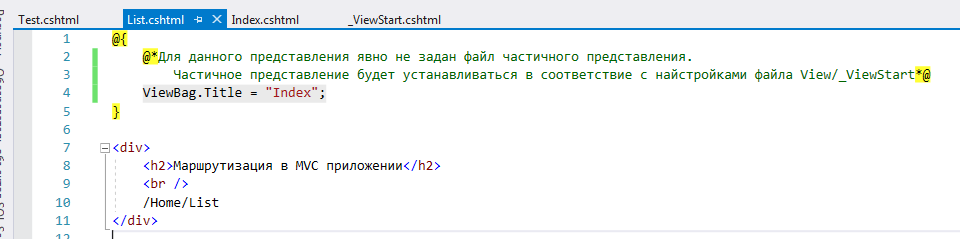 Test.cshtml List.cshtml Index.cshtml _ViewStart.cshtml
1 @{
2 @*Для данного представления явно не задан файл частичного представления.
3 Частичное представление будет устанавливаться в соответствие с найстройками файла View/_ViewStart*@
4 ViewBag.Title = "Index";
5 }
6
7 <div>
8 <h2>Маршрутизация в MVC приложении</h2>
9 <br />
10 /Home/List
11 </div>
12